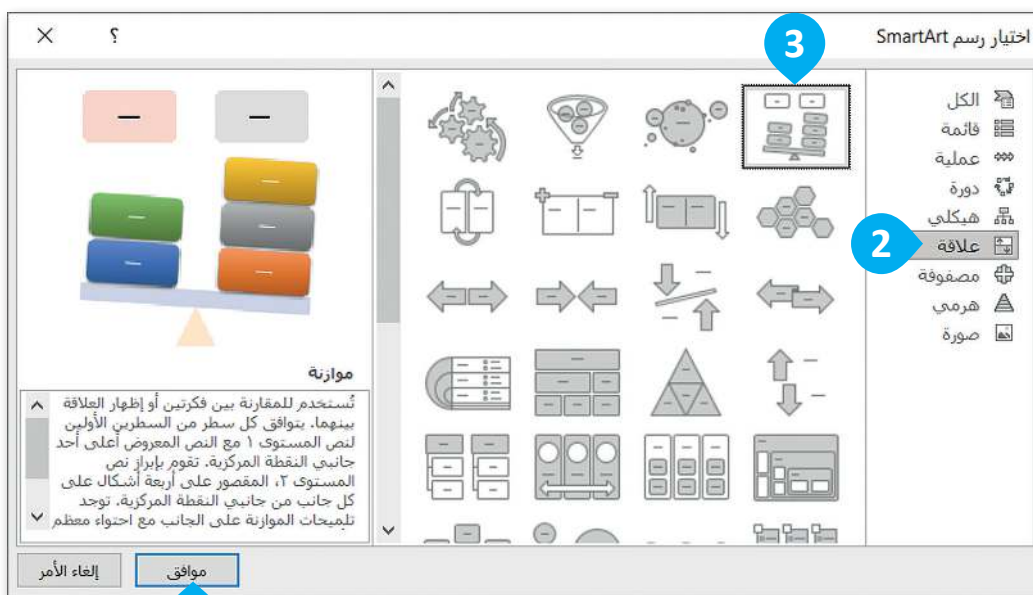 اختيار رسم SmartArt
؟
3
الكل
قائمة
عملية
دورة
هيكلي
علاقة
2
مصفوفة
هرمي
صورة
موازنة
تُستخدم للمقارنة بين فكرتين أو إظهار العلاقة
بينهما. يتوافق كل سطر من السطرين الأولين
لنص المستوى ١ مع النص المعروض أعلى أحد
جانبي النقطة المركزية. تقوم بإبراز نص
المستوى ٢، المقصور على أربعة أشكال على
كل جانب من جانبي النقطة المركزية. توجد
تلميحات الموازنة على الجانب مع احتواء معظم
موافق
إلغاء الأمر